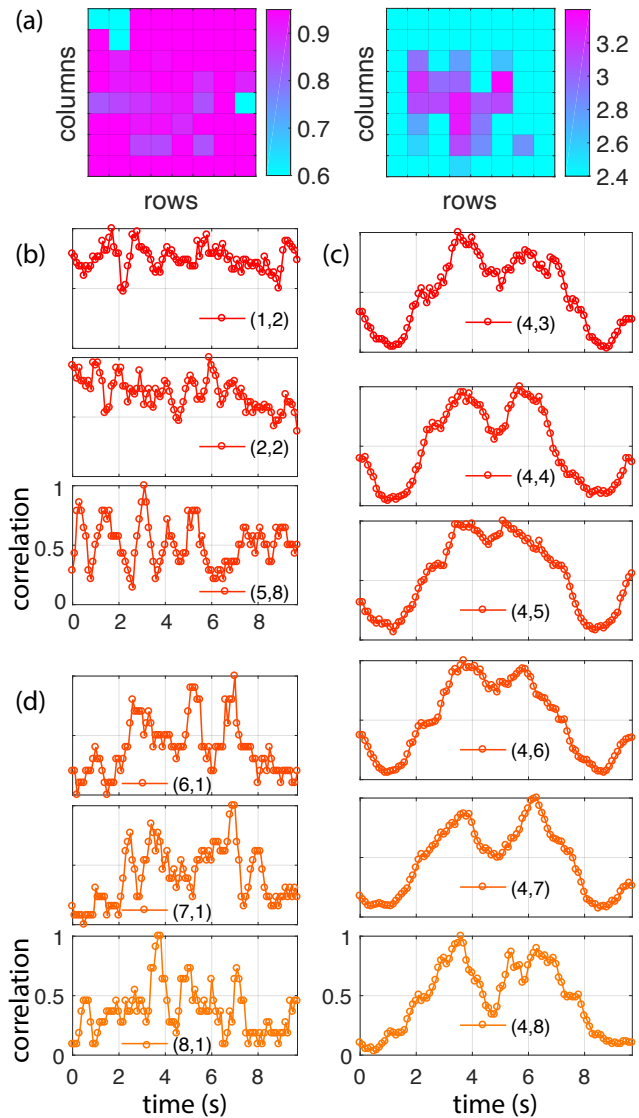 (a)
columns
rows
0.9
0.8
0.7
0.6
columns
rows
3.2
3
2.8
2.6
2.4
(b)
(1,2)
(2,2)
correlation
1
0.5
0
(5,8)
0 2 4 6 8
(c)
(4,3)
(4,4)
(4,5)
(4,6)
(4,7)
correlation
1
0.5
0
(4,8)
0 2 4 6 8
time (s)
(d)
(6,1)
(7,1)
correlation
1
0.5
0
(8,1)
0 2 4 6 8
time (s)